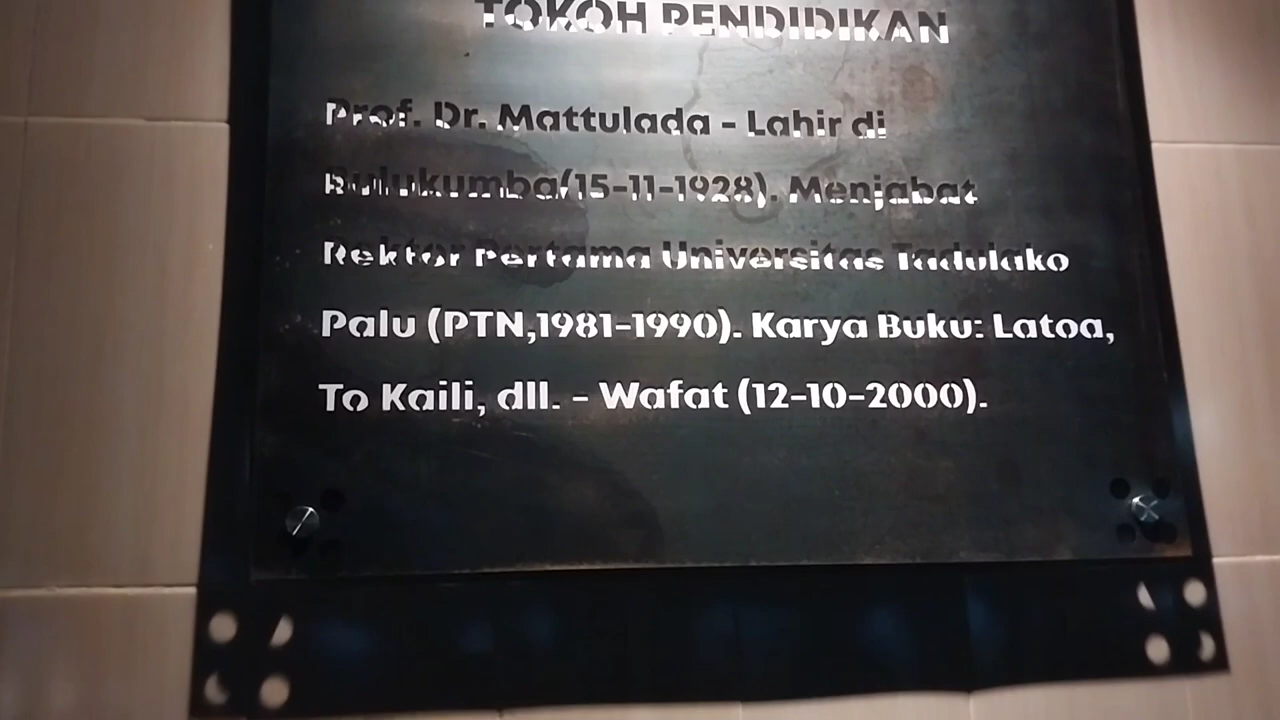 TOKOH PENDIDIKAN
Prof. Dr. Mattulada - Lahir di
Bulukumba(15-11-1928). Menjabat
Rektor Pertama Universitas Tadulako
Palu (PTN,1981-1990). Karya Buku: Latoa,
To Kaili, dll. - Wafat (12-10-2000).